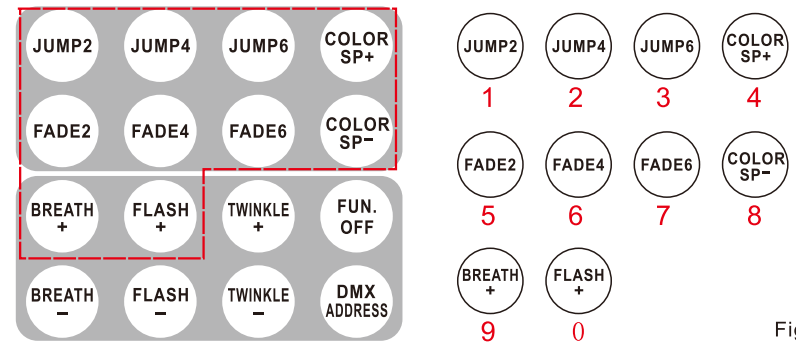 JUMP2 JUMP4 JUMP6 COLOR SP+
FADE2 FADE4 FADE6 COLOR SP-
BREATH + FLASH + TWINKLE + FUN. OFF
BREATH - FLASH - TWINKLE - DMX ADDRESS
JUMP2 JUMP4 JUMP6 COLOR SP+
1 2 3 4
FADE2 FADE4 FADE6 COLOR SP-
5 6 7 8
BREATH + FLASH +
9 0